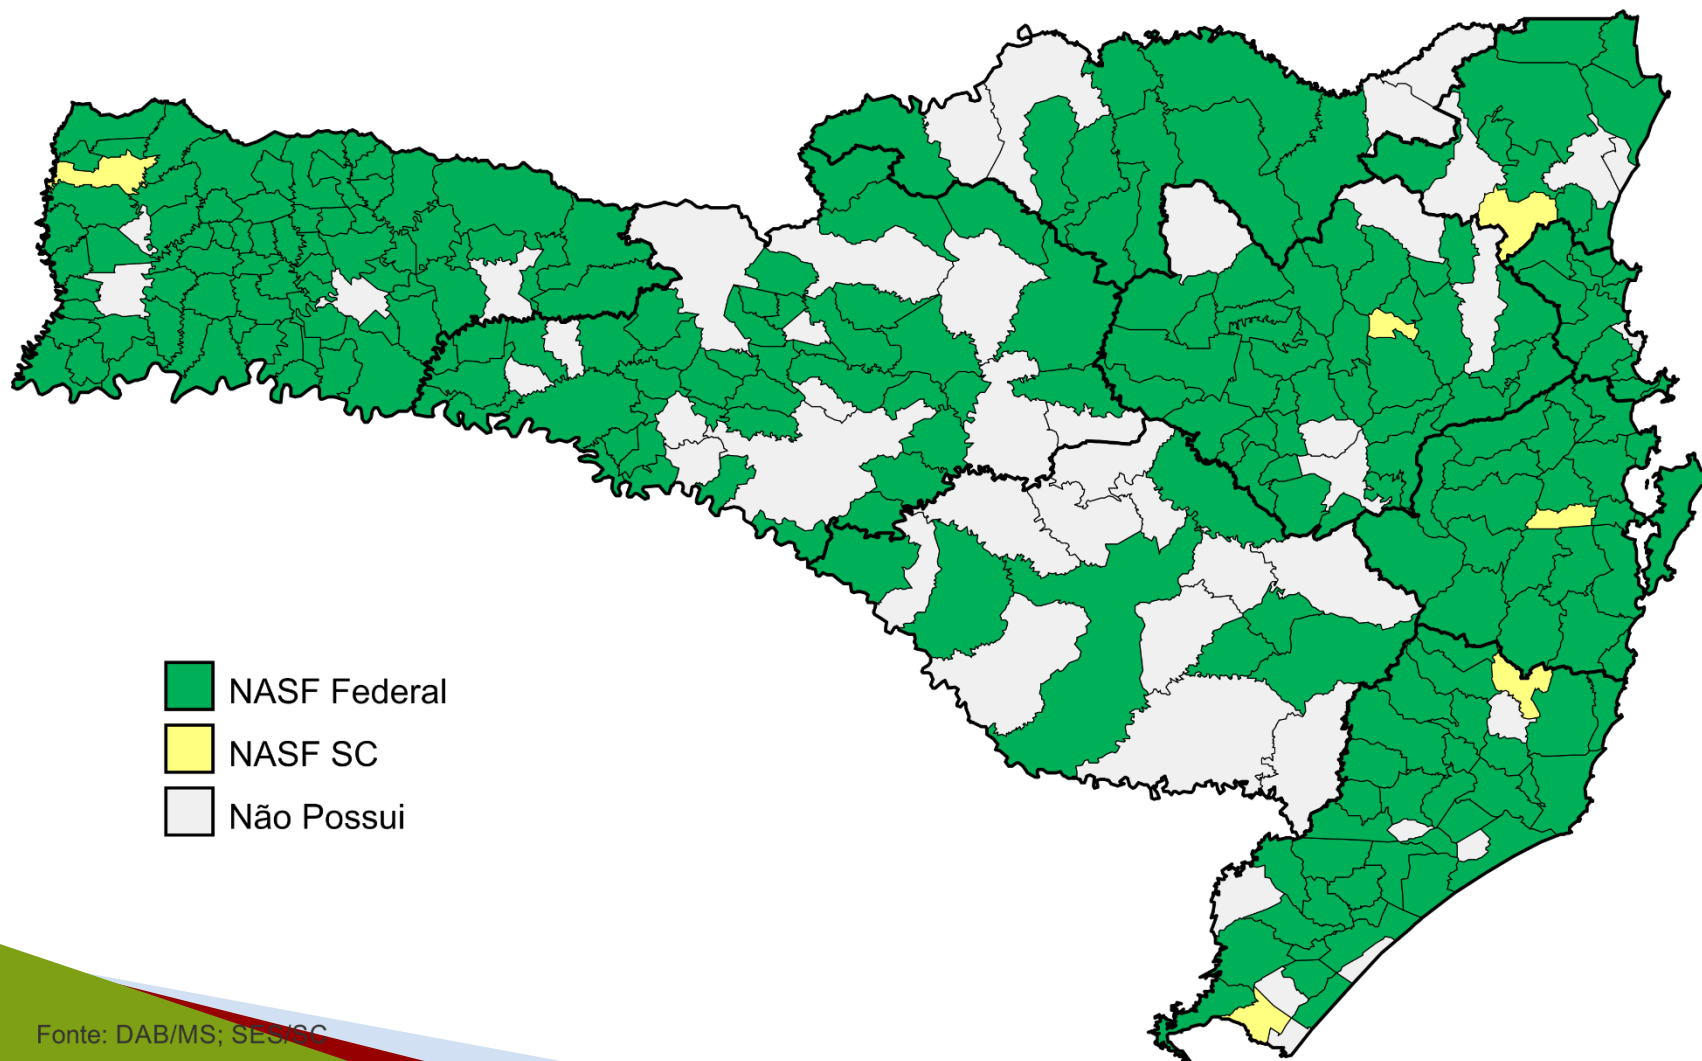 NASF Federal
NASF SC
Não Possui
Fonte: DAB/MS; SES/SC